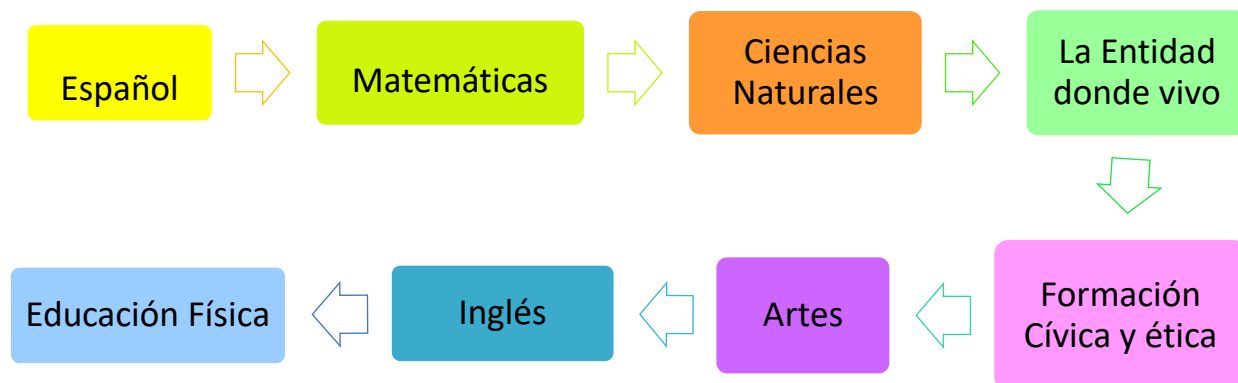 Español
Matemáticas
Ciencias
Naturales
La Entidad
donde vivo
Formación
Cívica y ética
Artes
Inglés
Educación Física